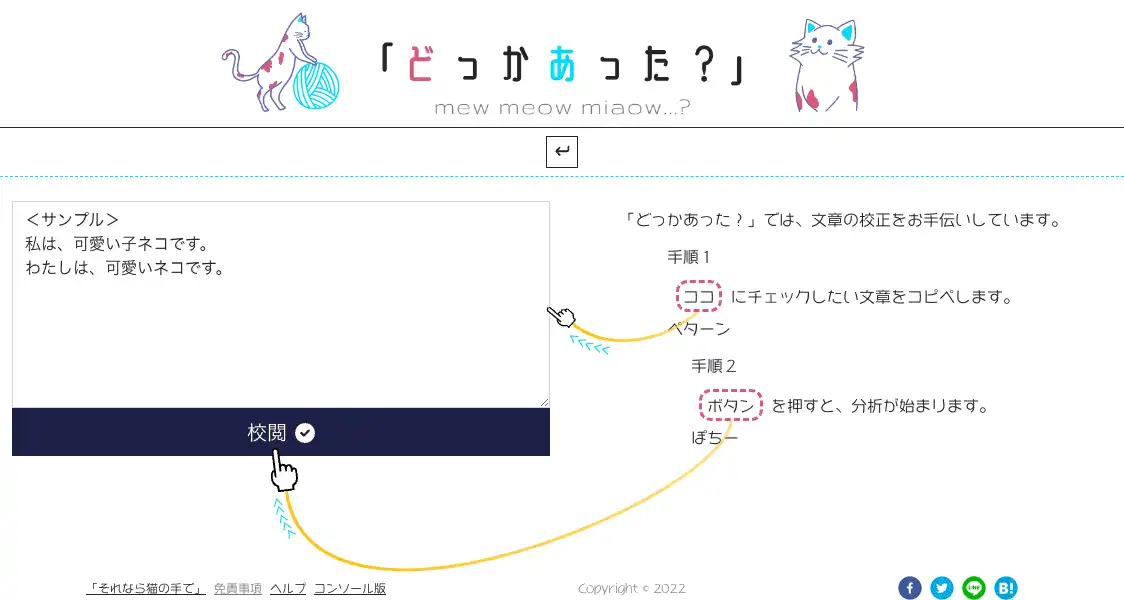 「どっかあった？」
mew meow miaow...?
＜サンプル＞
私は、可愛い子ネコです。
わたしは、可愛いネコです。
校閲
「どっかあった？」では、文章の校正をお手伝いしています。
手順１
ココ にチェックしたい文章をコピペします。
ペターン
手順２
ボタン を押すと、分析が始まります。
ぽちー
「それなら猫の手で」 免責事項 ヘルプ コンソール版
Copyright © 2022
f
LINE
B!